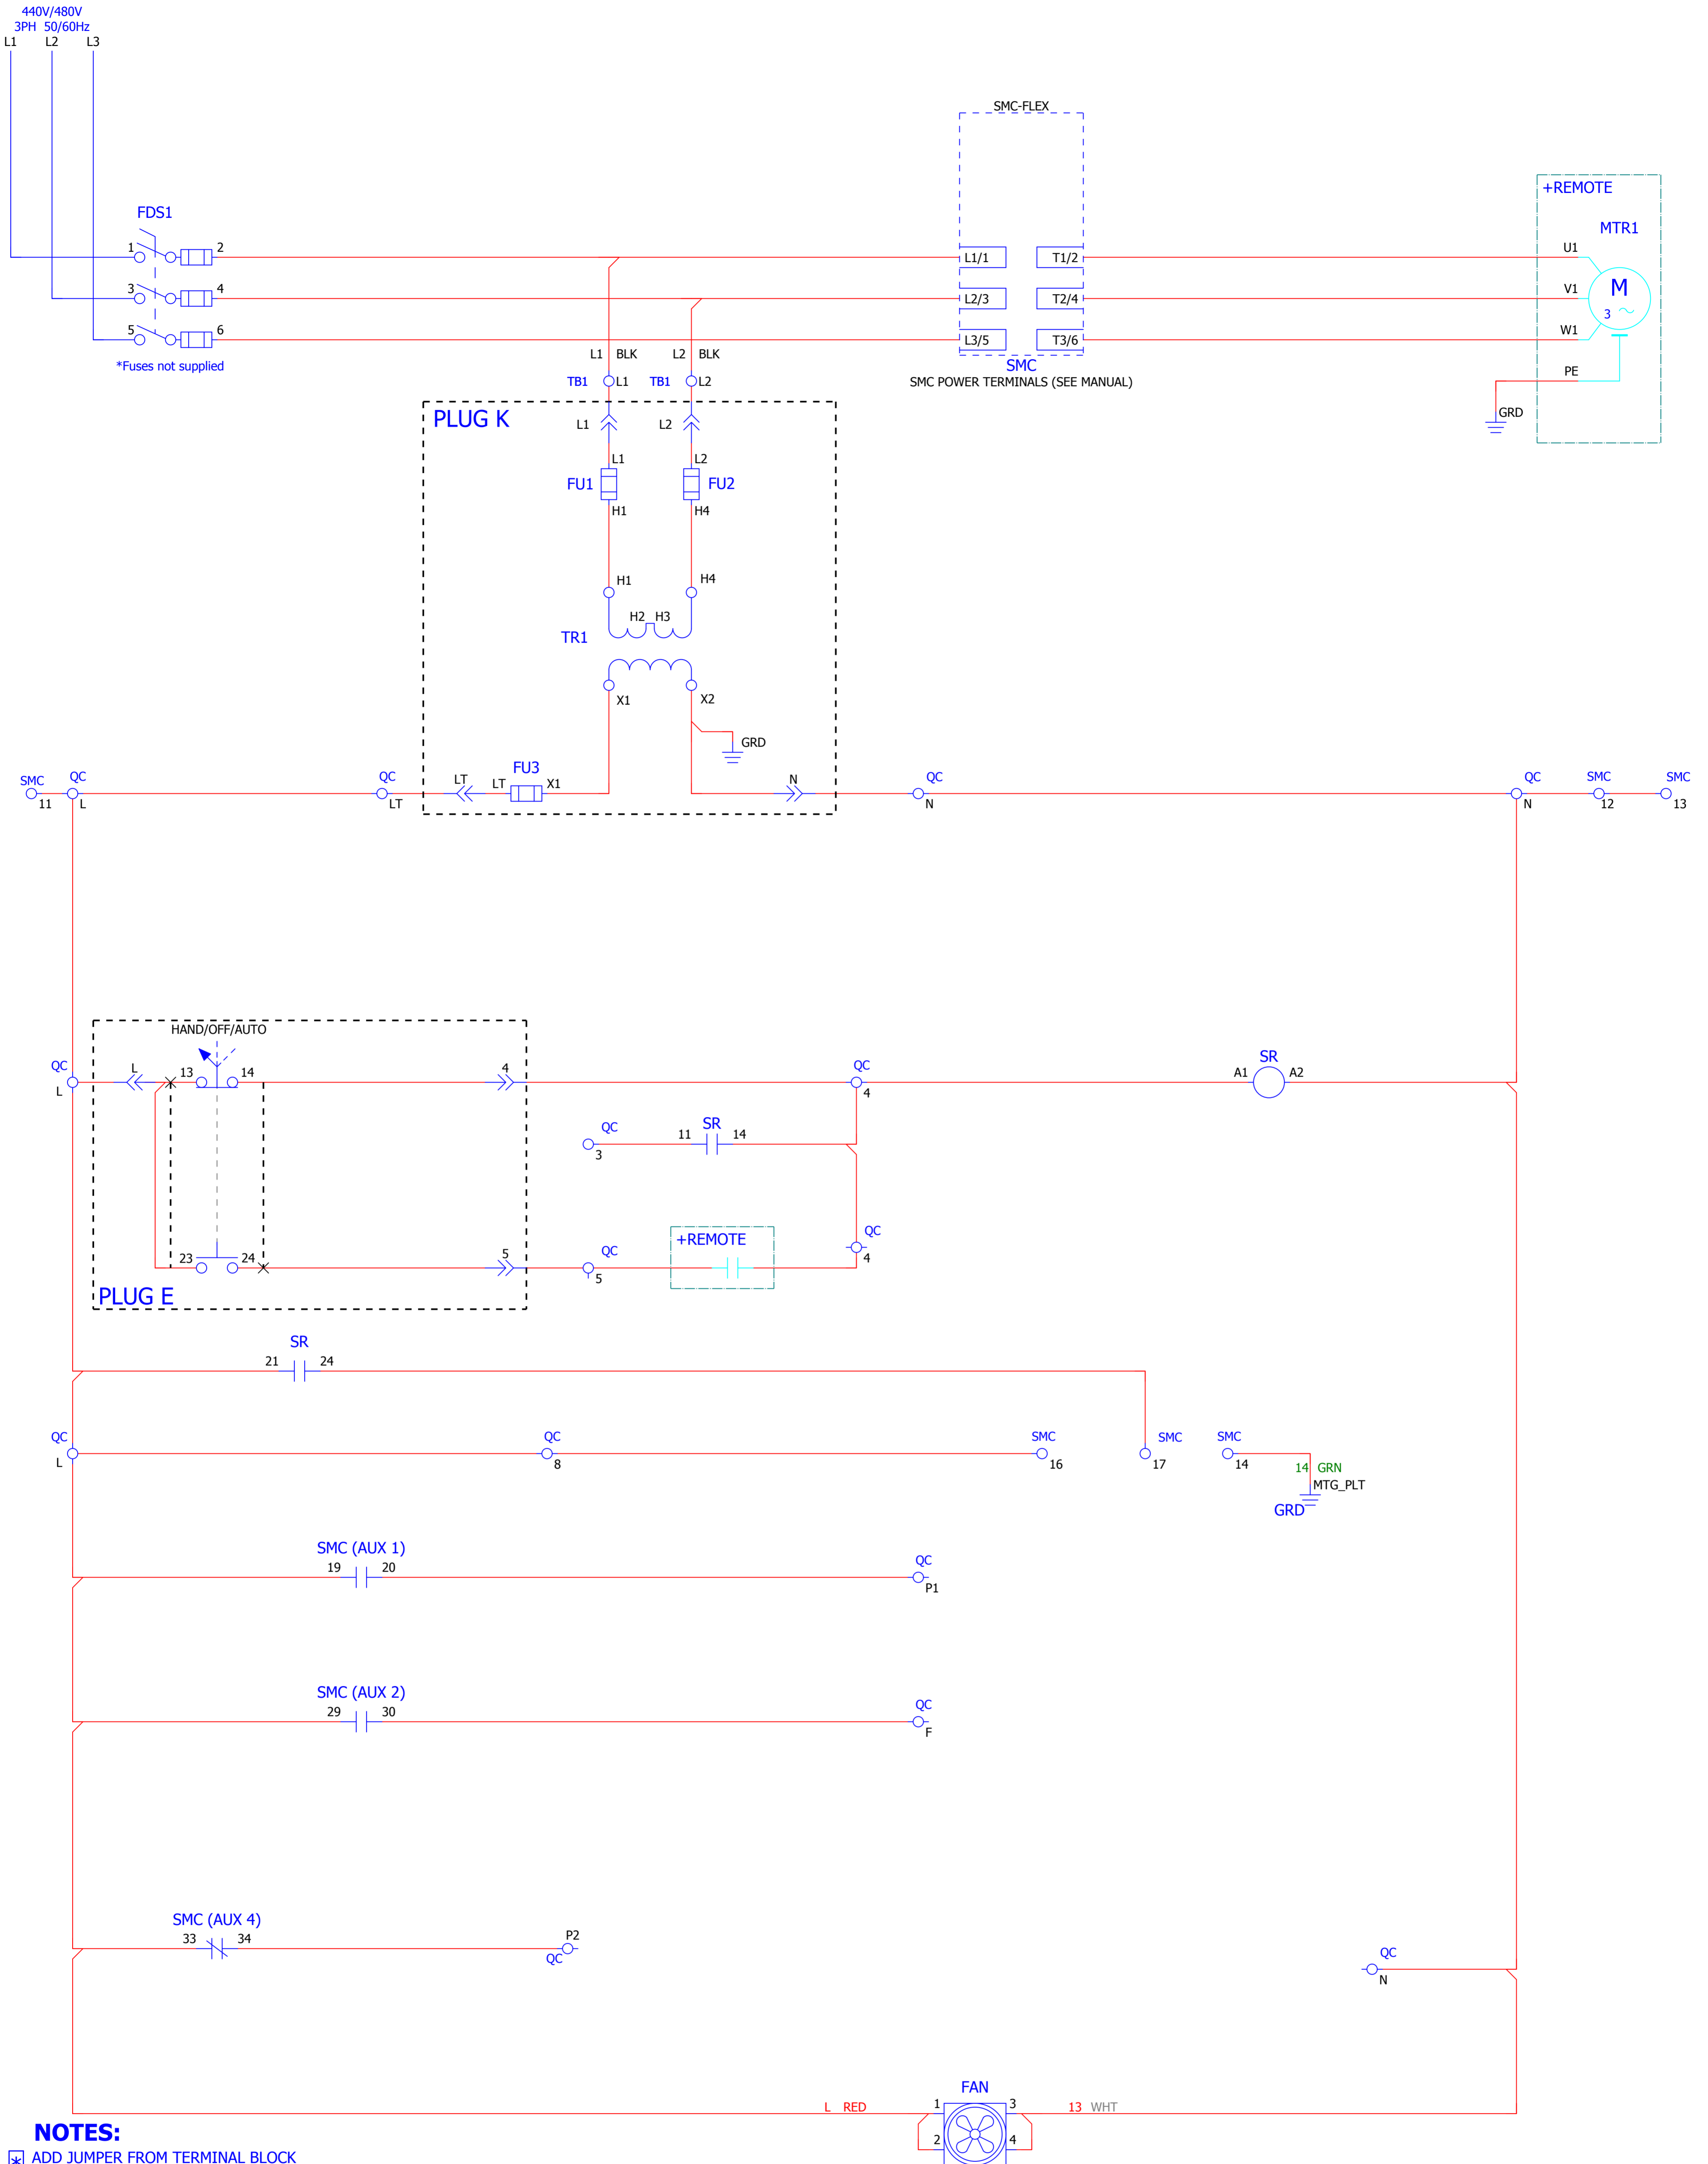 440V/480V
3PH 50/60Hz
L1 L2 L3
SMC-FLEX
+REMOTE
FDS1
MTR1
1 2 L1/1 T1/2 U1
3 4 L2/3 T2/4 V1 M
3
5 6 L3/5 T3/6 W1
*Fuses not supplied
L1 BLK L2 BLK
SMC
SMC POWER TERMINALS (SEE MANUAL)
PE
TB1 L1 TB1 L2
GRD
PLUG K
L1 L2
L1 L2
FU1 FU2
H1 H4
H1 H4
H2 H3
TR1
X1 X2
GRD
SMC QC QC LT LT FU3 X1 N QC QC SMC SMC
11 L LT N N 12 13
HAND/OFF/AUTO
QC L 13 14 4 QC A1 SR A2
L 4
QC 11 SR 14
3
QC
+REMOTE
23 24 5 QC 4
5
PLUG E
SR
21 24
QC QC SMC SMC SMC
L 8 16 17 14
14 GRN
MTG_PLT
GRD
SMC (AUX 1)
19 20 QC
P1
SMC (AUX 2)
29 30 QC
F
SMC (AUX 4)
33 34 P2
QC
QC
N
FAN
L RED 1 3 13 WHT
2 4
NOTES:
* ADD JUMPER FROM TERMINAL BLOCK